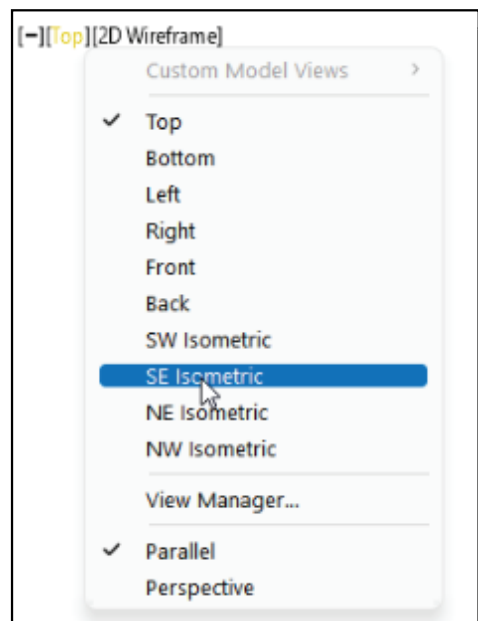 [−][Top][2D Wireframe]
Custom Model Views >
✓ Top
Bottom
Left
Right
Front
Back
SW Isometric
SE Isometric
NE Isometric
NW Isometric
View Manager...
✓ Parallel
Perspective